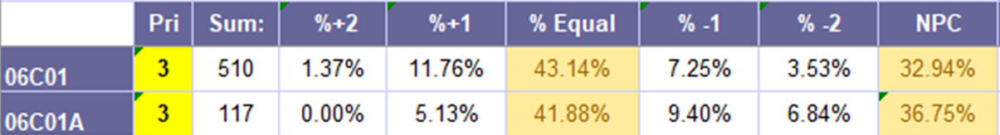 Pri Sum: %+2 %+1 % Equal % -1 % -2 NPC
06C01 3 510 1.37% 11.76% 43.14% 7.25% 3.53% 32.94%
06C01A 3 117 0.00% 5.13% 41.88% 9.40% 6.84% 36.75%